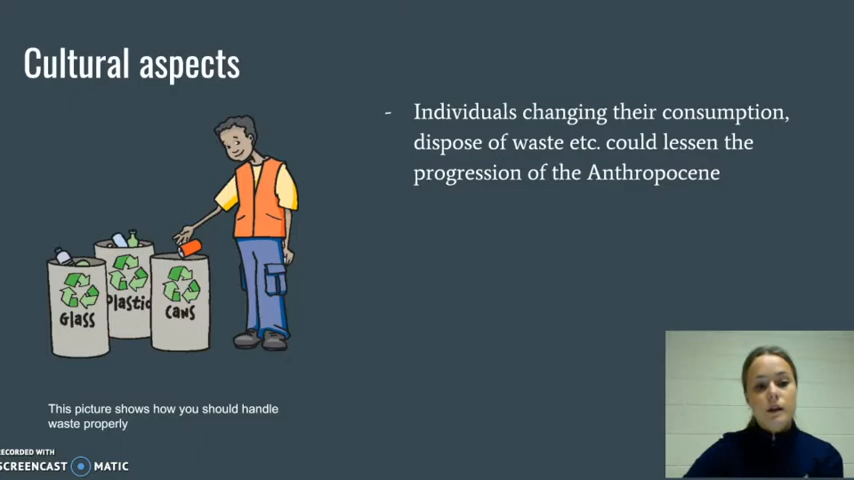 Cultural aspects
- Individuals changing their consumption,
dispose of waste etc. could lessen the
progression of the Anthropocene
Glass
Plastic
Cans
This picture shows how you should handle
waste properly
RECORDED WITH
SCREENCAST MATIC